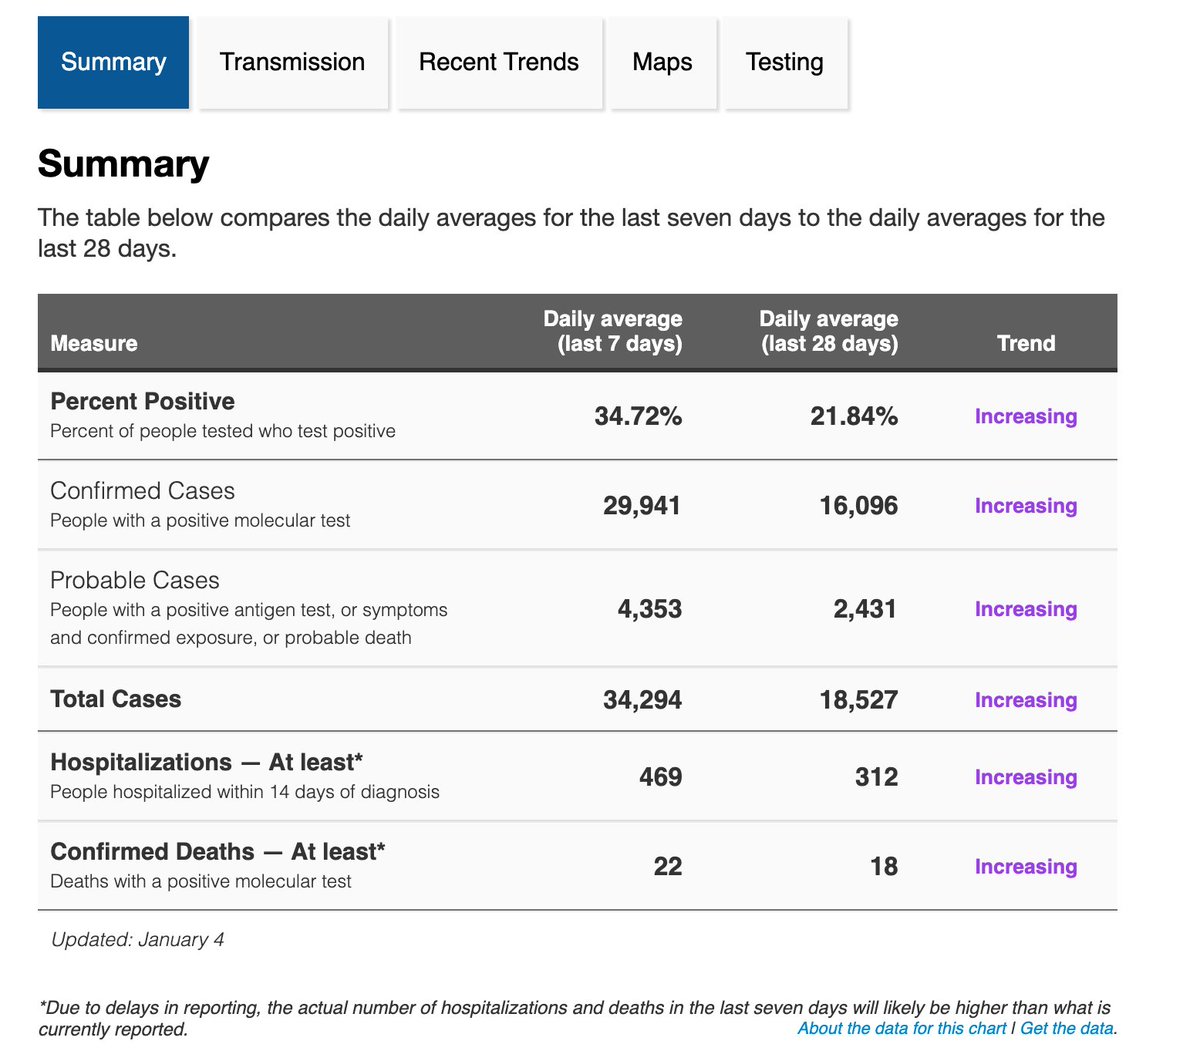 Summary Transmission Recent Trends Maps Testing
Summary
The table below compares the daily averages for the last seven days to the daily averages for the
last 28 days.
Measure Daily average (last 7 days) Daily average (last 28 days) Trend
Percent Positive 34.72% 21.84% Increasing
Percent of people tested who test positive
Confirmed Cases 29,941 16,096 Increasing
People with a positive molecular test
Probable Cases 4,353 2,431 Increasing
People with a positive antigen test, or symptoms
and confirmed exposure, or probable death
Total Cases 34,294 18,527 Increasing
Hospitalizations — At least* 469 312 Increasing
People hospitalized within 14 days of diagnosis
Confirmed Deaths — At least* 22 18 Increasing
Deaths with a positive molecular test
Updated: January 4
*Due to delays in reporting, the actual number of hospitalizations and deaths in the last seven days will likely be higher than what is
currently reported. About the data for this chart | Get the data.